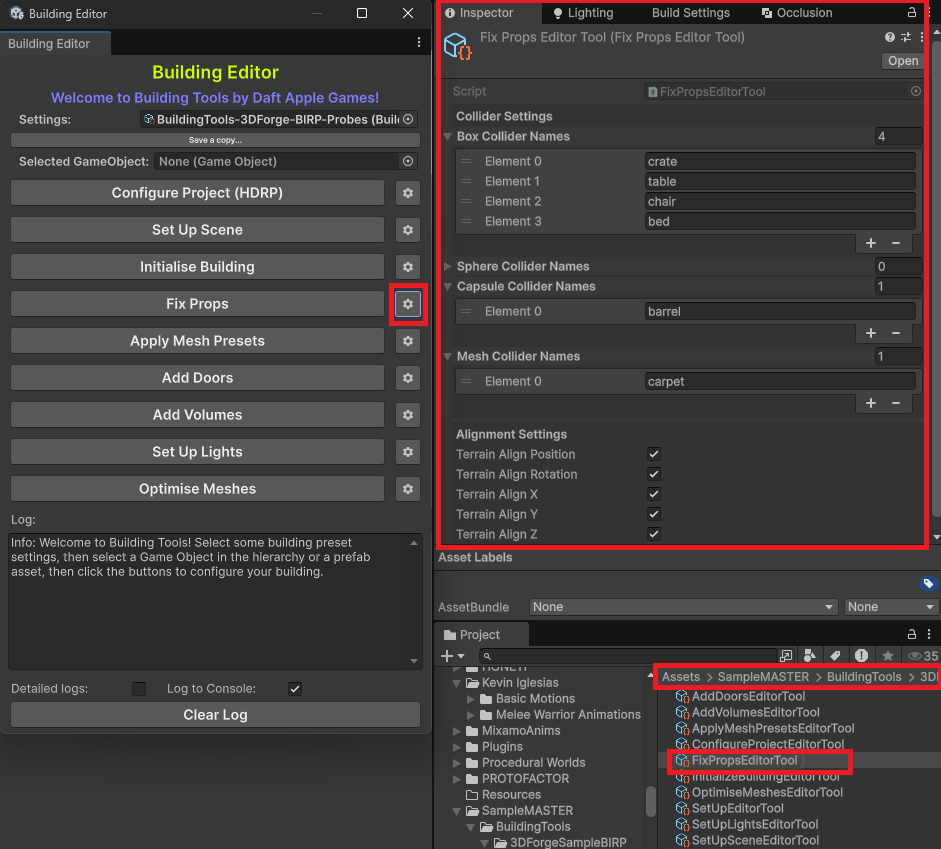 Building Editor
Building Editor
Building Editor
Welcome to Building Tools by Daft Apple Games!
Settings: BuildingTools-3DForge-BIRP-Probes (Buil
Save a copy...
Selected GameObject: None (Game Object)
Configure Project (HDRP)
Set Up Scene
Initialise Building
Fix Props
Apply Mesh Presets
Add Doors
Add Volumes
Set Up Lights
Optimise Meshes
Log:
Info: Welcome to Building Tools! Select some building preset
settings, then select a Game Object in the hierarchy or a prefab
asset, then click the buttons to configure your building.
Detailed logs: Log to Console:
Clear Log
Inspector Lighting Build Settings Occlusion
Fix Props Editor Tool (Fix Props Editor Tool)
Open
Script FixPropsEditorTool
Collider Settings
Box Collider Names 4
Element 0 crate
Element 1 table
Element 2 chair
Element 3 bed
+ −
Sphere Collider Names 0
Capsule Collider Names 1
Element 0 barrel
+ −
Mesh Collider Names 1
Element 0 carpet
+ −
Alignment Settings
Terrain Align Position
Terrain Align Rotation
Terrain Align X
Terrain Align Y
Terrain Align Z
Asset Labels
AssetBundle None None
Project
35
Kevin Iglesias
Basic Motions
Melee Warrior Animations
MixamoAnims
Plugins
Procedural Worlds
PROTOFACTOR
Resources
SampleMASTER
BuildingTools
3DForgeSampleBIRP
Assets > SampleMASTER > BuildingTools > 3D
AddDoorsEditorTool
AddVolumesEditorTool
ApplyMeshPresetsEditorTool
ConfigureProjectEditorTool
FixPropsEditorTool
InitializeBuildingEditorTool
OptimiseMeshesEditorTool
SetUpEditorTool
SetUpLightsEditorTool
SetUpSceneEditorTool